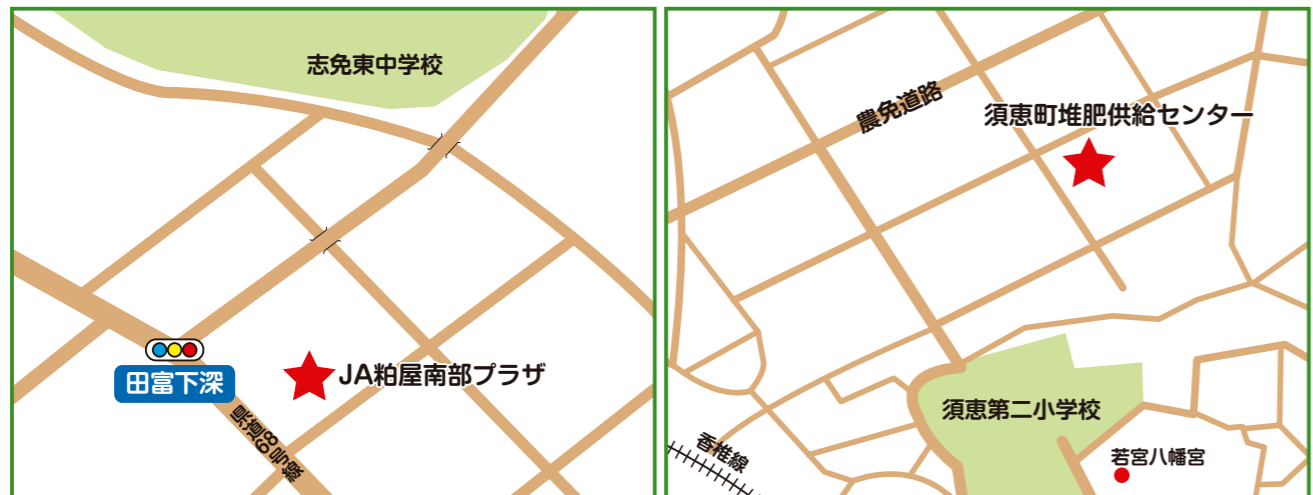 志免東中学校
田富下深
JA粕屋南部プラザ
県道68号線
農免道路
須恵町堆肥供給センター
須恵第二小学校
香椎線
若宮八幡宮